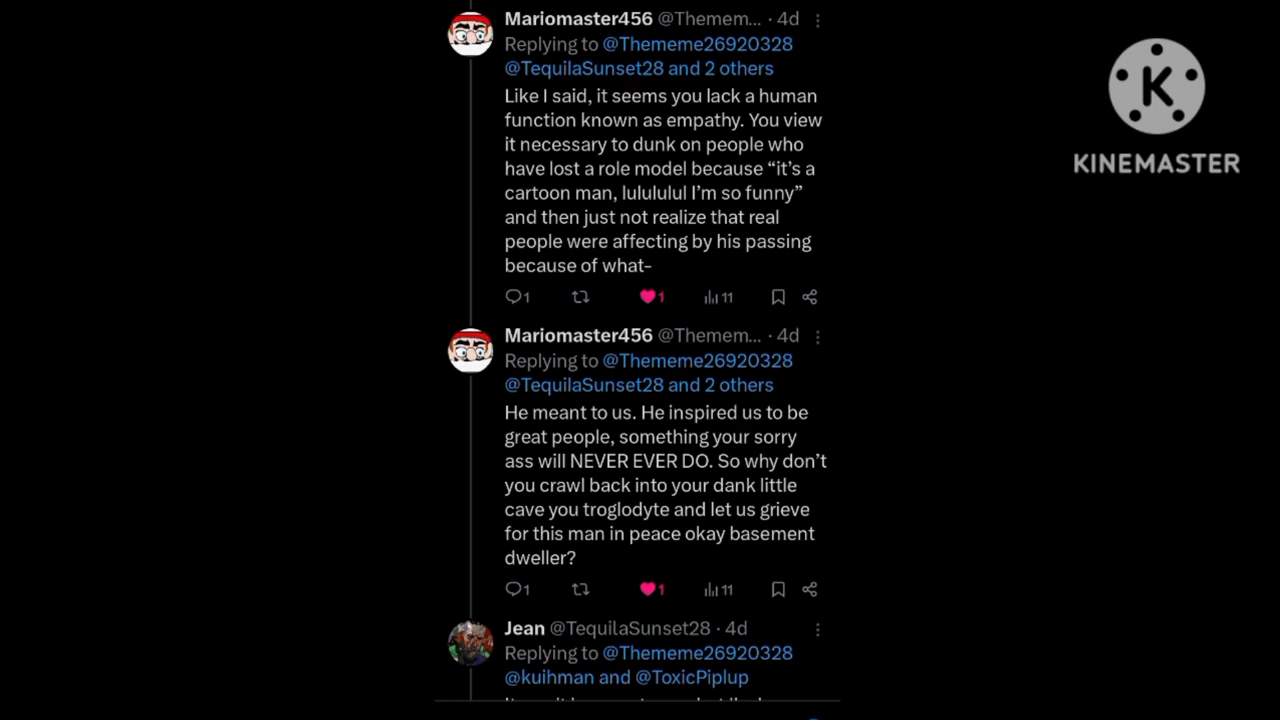 Mariomaster456 @Themem... · 4d
Replying to @Thememe26920328
@TequilaSunset28 and 2 others
Like I said, it seems you lack a human
function known as empathy. You view
it necessary to dunk on people who
have lost a role model because “it’s a
cartoon man, lulululul I’m so funny”
and then just not realize that real
people were affecting by his passing
because of what-
1 1 11
Mariomaster456 @Themem... · 4d
Replying to @Thememe26920328
@TequilaSunset28 and 2 others
He meant to us. He inspired us to be
great people, something your sorry
ass will NEVER EVER DO. So why don’t
you crawl back into your dank little
cave you troglodyte and let us grieve
for this man in peace okay basement
dweller?
1 1 11
Jean @TequilaSunset28 · 4d
Replying to @Thememe26920328
@kuihman and @ToxicPiplup
K
KINEMASTER